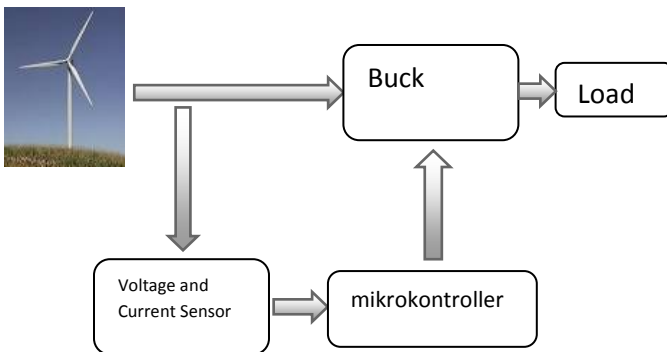 Buck
Load
Voltage and
Current Sensor
mikrokontroller